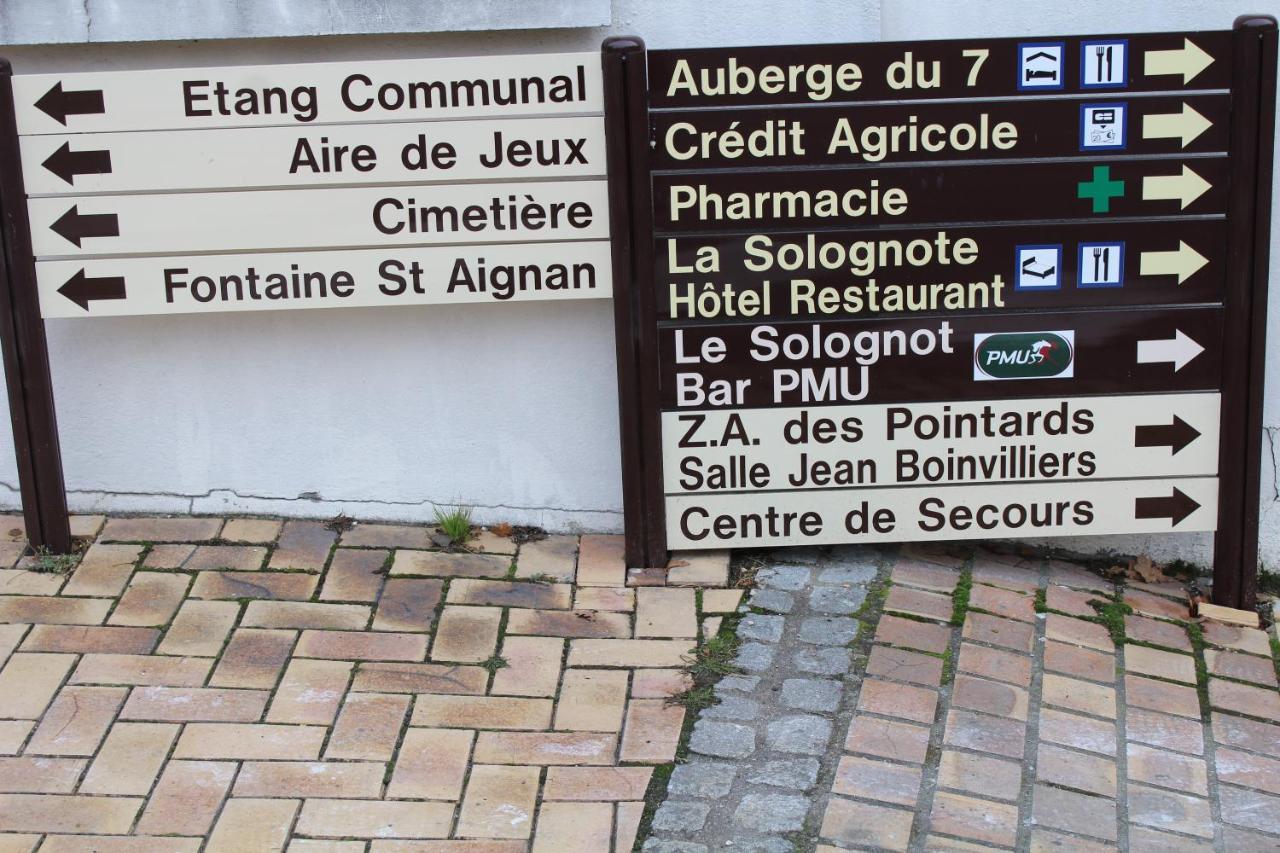 Etang Communal
Aire de Jeux
Cimetière
Fontaine St Aignan
Auberge du 7
Crédit Agricole
Pharmacie
La Solognote
Hôtel Restaurant
Le Solognot
Bar PMU
PMU
Z.A. des Pointards
Salle Jean Boinvilliers
Centre de Secours